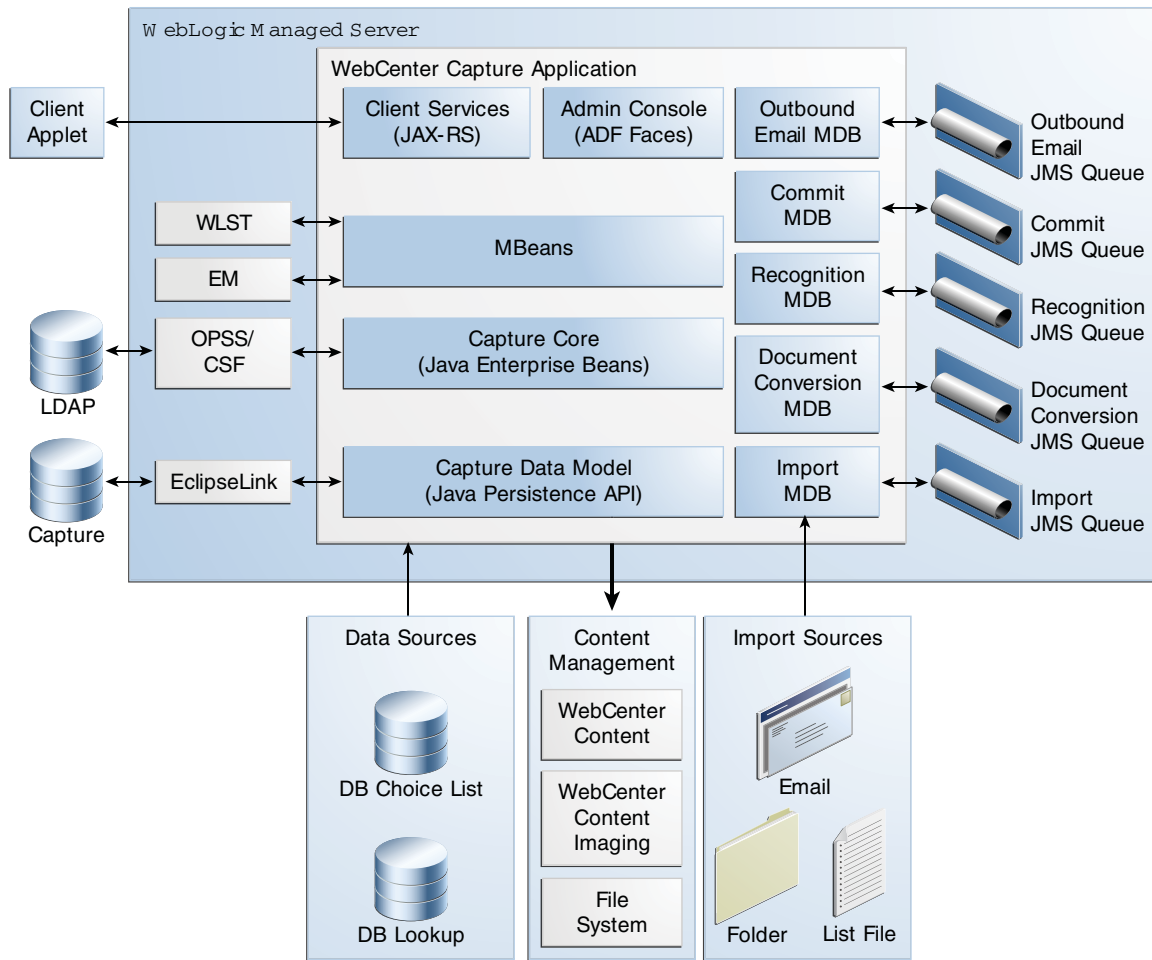 WebLogic Managed Server
WebCenter Capture Application
Client
Applet
Client Services
(JAX-RS)
Admin Console
(ADF Faces)
Outbound
Email MDB
Outbound
Email
JMS Queue
WLST
EM
MBeans
Commit
MDB
Commit
JMS Queue
Recognition
MDB
Recognition
JMS Queue
LDAP
OPSS/
CSF
Capture Core
(Java Enterprise Beans)
Document
Conversion
MDB
Document
Conversion
JMS Queue
Capture
EclipseLink
Capture Data Model
(Java Persistence API)
Import
MDB
Import
JMS Queue
Data Sources
DB Choice List
DB Lookup
Content
Management
WebCenter
Content
WebCenter
Content
Imaging
File
System
Import Sources
Email
Folder
List File